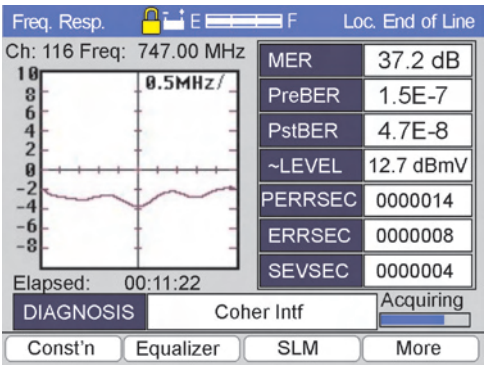 Freq. Resp. E F Loc. End of Line
Ch: 116 Freq: 747.00 MHz
10
8
6
4
2
0
-2
-4
-6
-8
0.5MHz/
MER 37.2 dB
PreBER 1.5E-7
PstBER 4.7E-8
~LEVEL 12.7 dBmV
PERRSEC 0000014
ERRSEC 0000008
SEVSEC 0000004
Elapsed: 00:11:22
DIAGNOSIS Coher Intf Acquiring
Const'n Equalizer SLM More